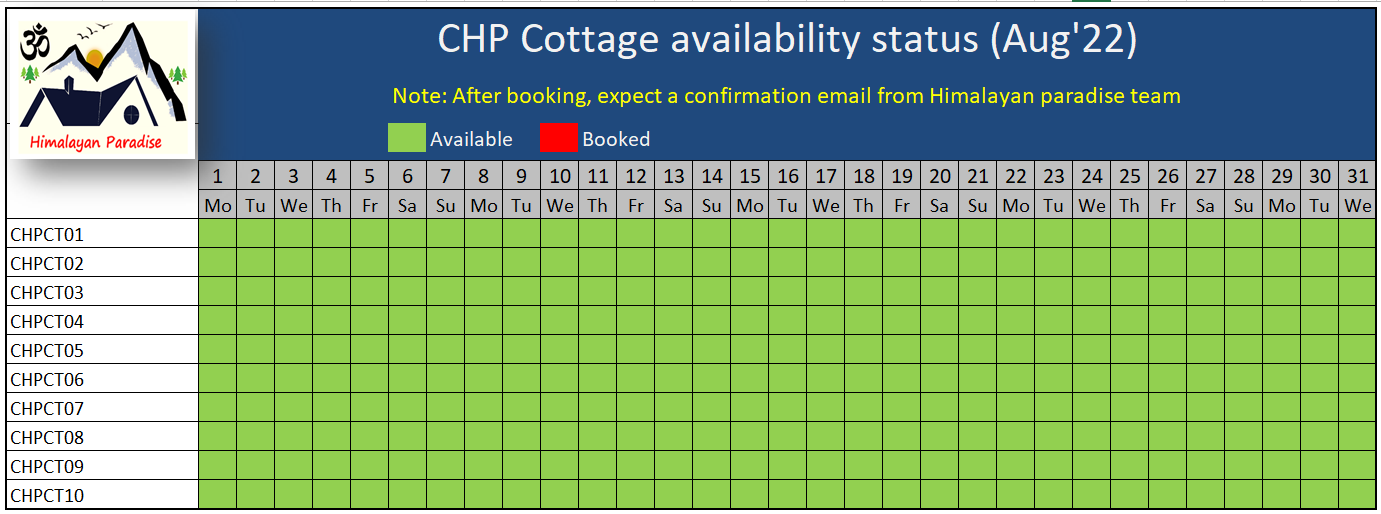 ॐ
Himalayan Paradise
CHP Cottage availability status (Aug'22)
Note: After booking, expect a confirmation email from Himalayan paradise team
Available Booked
1 2 3 4 5 6 7 8 9 10 11 12 13 14 15 16 17 18 19 20 21 22 23 24 25 26 27 28 29 30 31
Mo Tu We Th Fr Sa Su Mo Tu We Th Fr Sa Su Mo Tu We Th Fr Sa Su Mo Tu We Th Fr Sa Su Mo Tu We
CHPCT01
CHPCT02
CHPCT03
CHPCT04
CHPCT05
CHPCT06
CHPCT07
CHPCT08
CHPCT09
CHPCT10